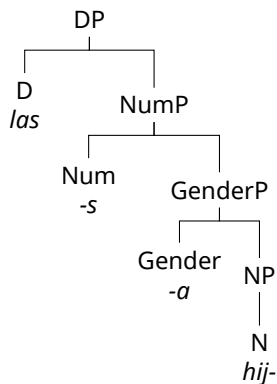 DP
D NumP
las
Num GenderP
-s
Gender NP
-a
N
hij-